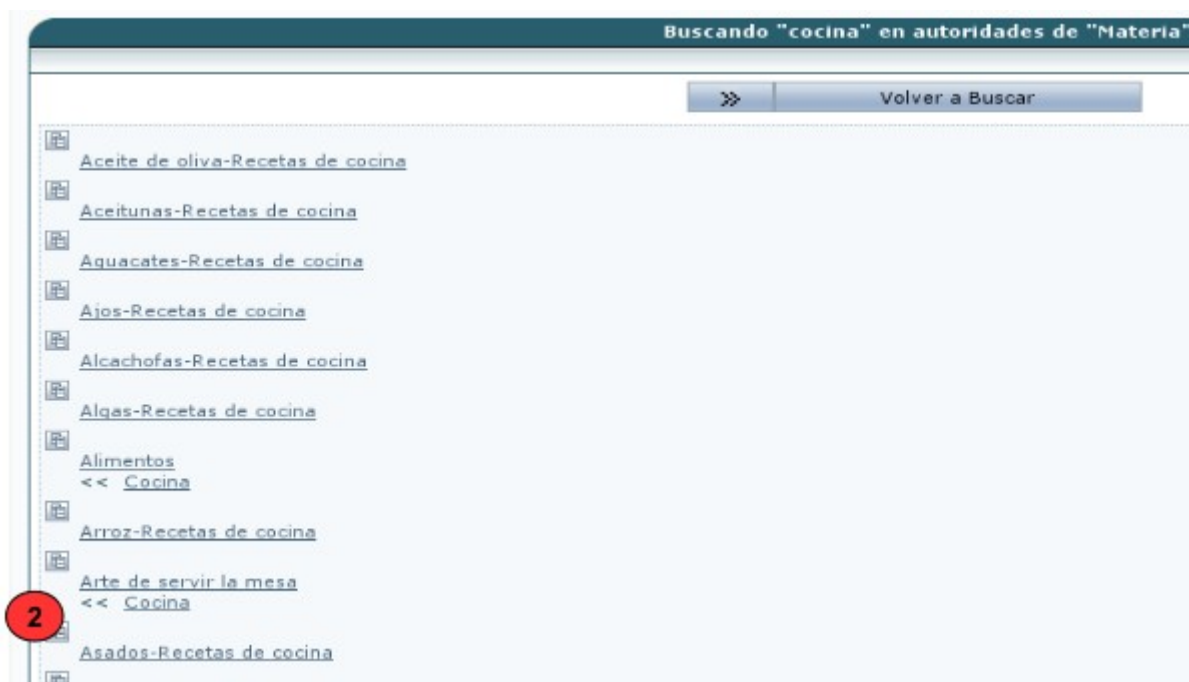 Buscando "cocina" en autoridades de "Materia"
>> Volver a Buscar
Aceite de oliva-Recetas de cocina
Aceitunas-Recetas de cocina
Aguacates-Recetas de cocina
Ajos-Recetas de cocina
Alcachofas-Recetas de cocina
Algas-Recetas de cocina
Alimentos
<< Cocina
Arroz-Recetas de cocina
Arte de servir la mesa
<< Cocina
2
Asados-Recetas de cocina